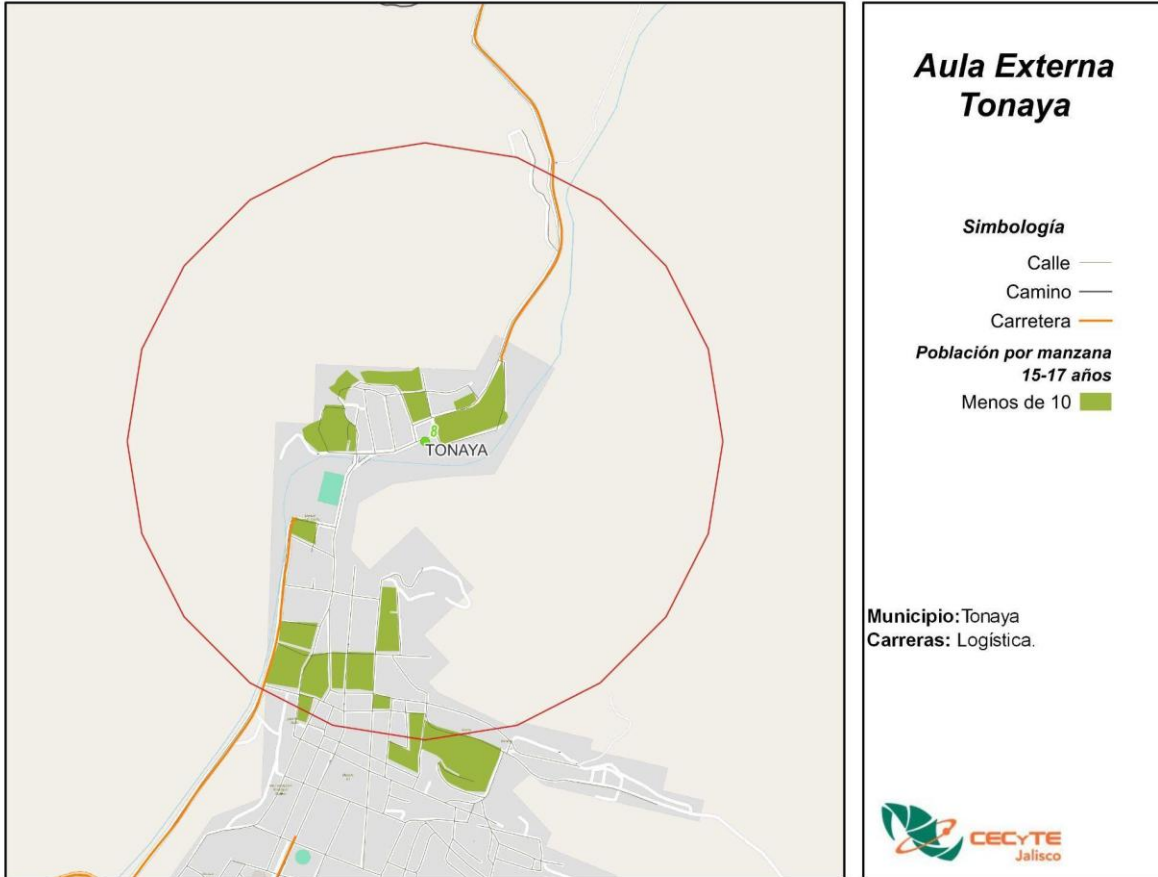 TONAYA
Aula Externa
Tonaya
Simbología
Calle
Camino
Carretera
Población por manzana
15-17 años
Menos de 10
Municipio: Tonaya
Carreras: Logística.
CECyTE
Jalisco